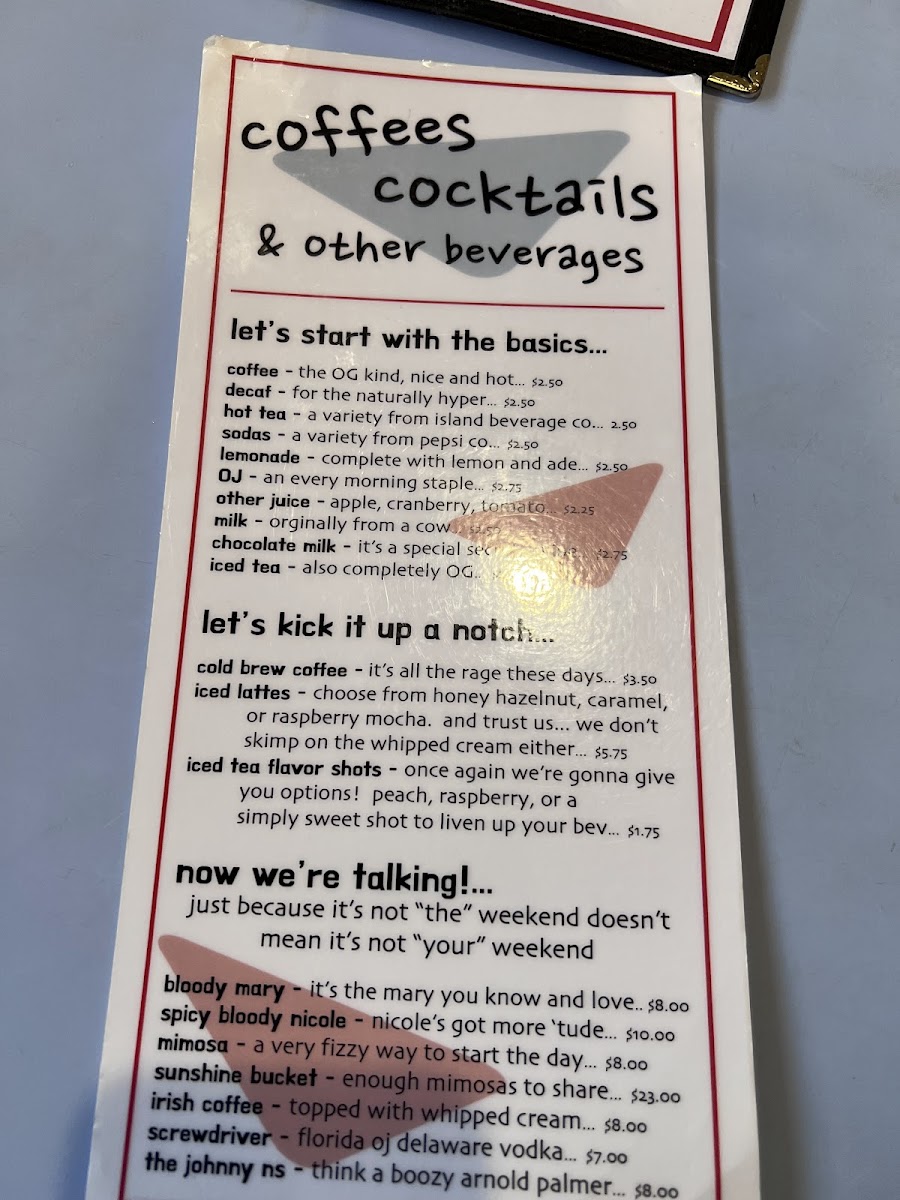 coffees
cocktails
& other beverages
let's start with the basics...
coffee - the OG kind, nice and hot... $2.50
decaf - for the naturally hyper... $2.50
hot tea - a variety from island beverage co... 2.50
sodas - a variety from pepsi co... $2.50
lemonade - complete with lemon and ade... $2.50
OJ - an every morning staple... $2.75
other juice - apple, cranberry, tomato... $2.25
milk - orginally from a cow...
chocolate milk - it's a special $2.75
iced tea - also completely OG..
let's kick it up a notch...
cold brew coffee - it's all the rage these days... $3.50
iced lattes - choose from honey hazelnut, caramel,
or raspberry mocha. and trust us... we don't
skimp on the whipped cream either... $5.75
iced tea flavor shots - once again we're gonna give
you options! peach, raspberry, or a
simply sweet shot to liven up your bev... $1.75
now we're talking!...
just because it's not "the" weekend doesn't
mean it's not "your" weekend
bloody mary - it's the mary you know and love.. $8.00
spicy bloody nicole - nicole's got more 'tude... $10.00
mimosa - a very fizzy way to start the day... $8.00
sunshine bucket - enough mimosas to share... $23.00
irish coffee - topped with whipped cream... $8.00
screwdriver - florida oj delaware vodka... $7.00
the johnny ns - think a boozy arnold palmer... $8.00